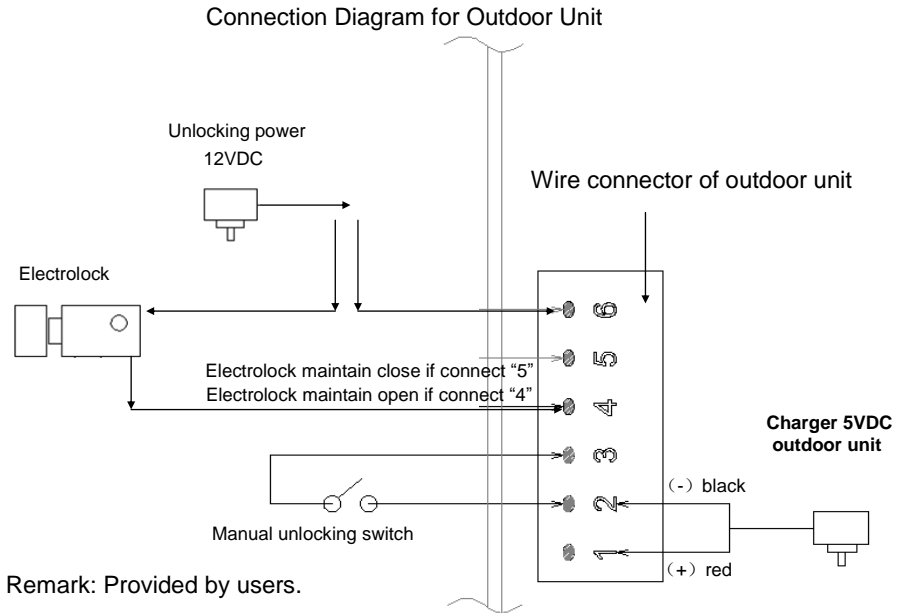 Connection Diagram for Outdoor Unit
Unlocking power
12VDC
Wire connector of outdoor unit
Electrolock
6
5
Electrolock maintain close if connect “5”
Electrolock maintain open if connect “4”
4
3
Charger 5VDC
outdoor unit
(-) black
2
Manual unlocking switch
1
(+) red
Remark: Provided by users.